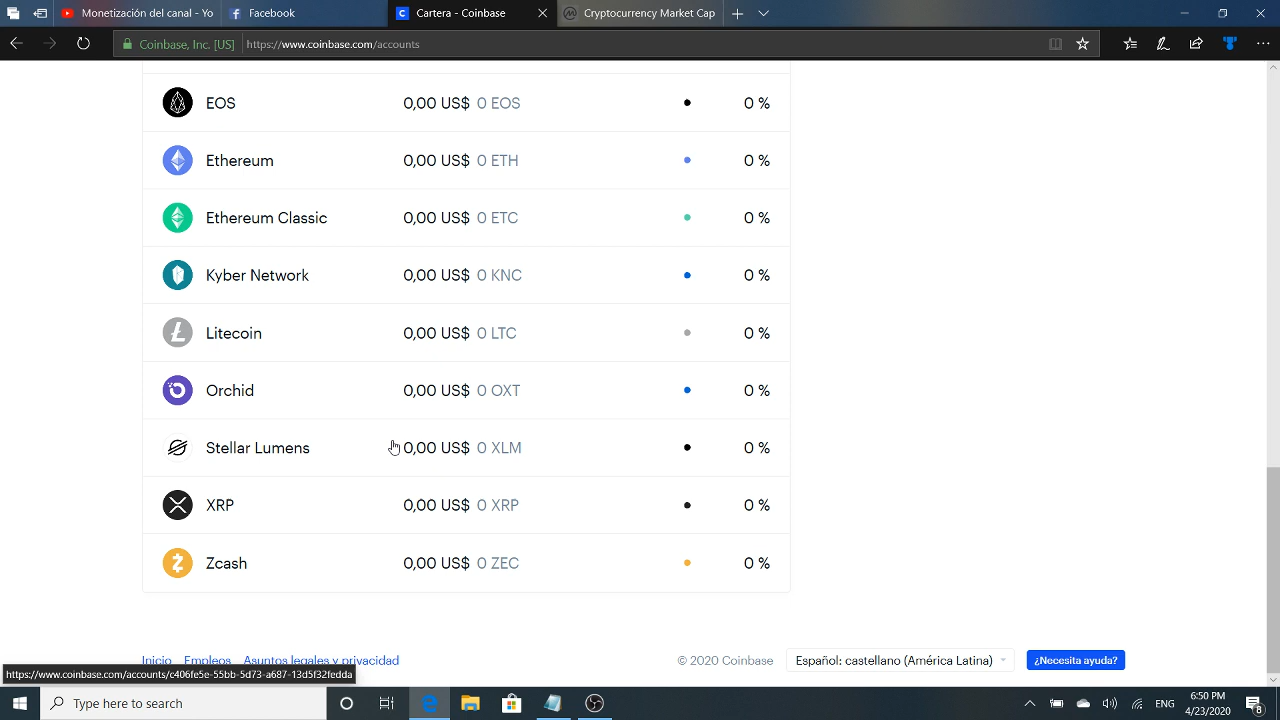 Monetización del canal - Yo
Facebook
Cartera - Coinbase
Cryptocurrency Market Cap
Coinbase, Inc. [US]
https://www.coinbase.com/accounts
EOS 0,00 US$ 0 EOS 0 %
Ethereum 0,00 US$ 0 ETH 0 %
Ethereum Classic 0,00 US$ 0 ETC 0 %
Kyber Network 0,00 US$ 0 KNC 0 %
Litecoin 0,00 US$ 0 LTC 0 %
Orchid 0,00 US$ 0 OXT 0 %
Stellar Lumens 0,00 US$ 0 XLM 0 %
XRP 0,00 US$ 0 XRP 0 %
Zcash 0,00 US$ 0 ZEC 0 %
Inicio Empleos Asuntos legales y privacidad © 2020 Coinbase Español: castellano (América Latina) ¿Necesita ayuda?
https://www.coinbase.com/accounts/c406fe5e-55bb-5d73-a687-13d5f32fedda
Type here to search
ENG
6:50 PM
4/23/2020
8